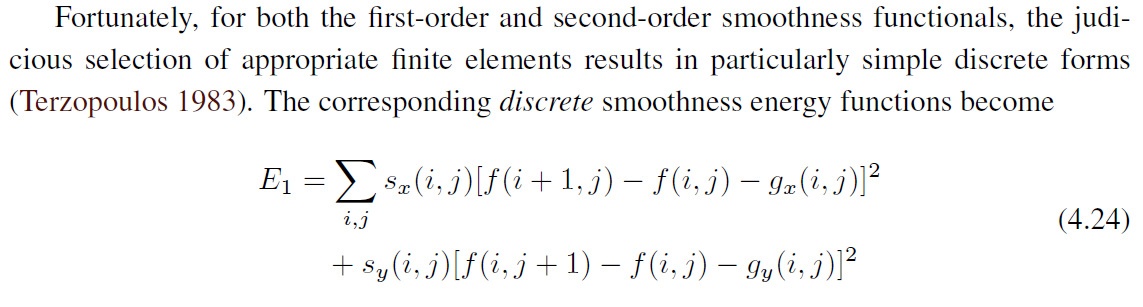 Fortunately, for both the first-order and second-order smoothness functionals, the judi-
cious selection of appropriate finite elements results in particularly simple discrete forms
(Terzopoulos 1983). The corresponding discrete smoothness energy functions become
E₁ = ∑ s_x(i, j)[f(i + 1, j) − f(i, j) − g_x(i, j)]²
i,j
(4.24)
+ s_y(i, j)[f(i, j + 1) − f(i, j) − g_y(i, j)]²